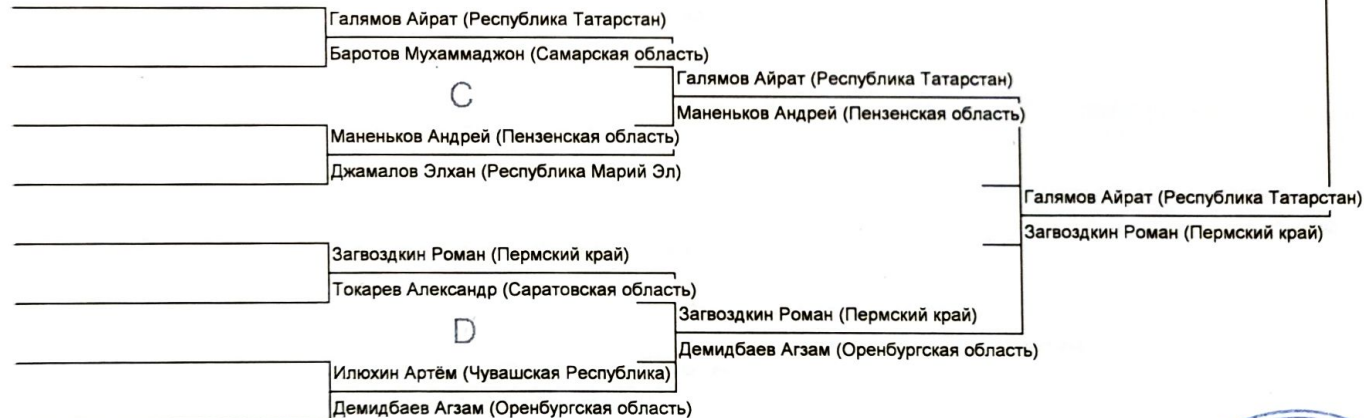 Галямов Айрат (Республика Татарстан)
Баротов Мухаммаджон (Самарская область)
C
Маненьков Андрей (Пензенская область)
Джамалов Элхан (Республика Марий Эл)
Загвоздкин Роман (Пермский край)
Токарев Александр (Саратовская область)
D
Илюхин Артём (Чувашская Республика)
Демидбаев Агзам (Оренбургская область)
Галямов Айрат (Республика Татарстан)
Маненьков Андрей (Пензенская область)
Загвоздкин Роман (Пермский край)
Демидбаев Агзам (Оренбургская область)
Галямов Айрат (Республика Татарстан)
Загвоздкин Роман (Пермский край)